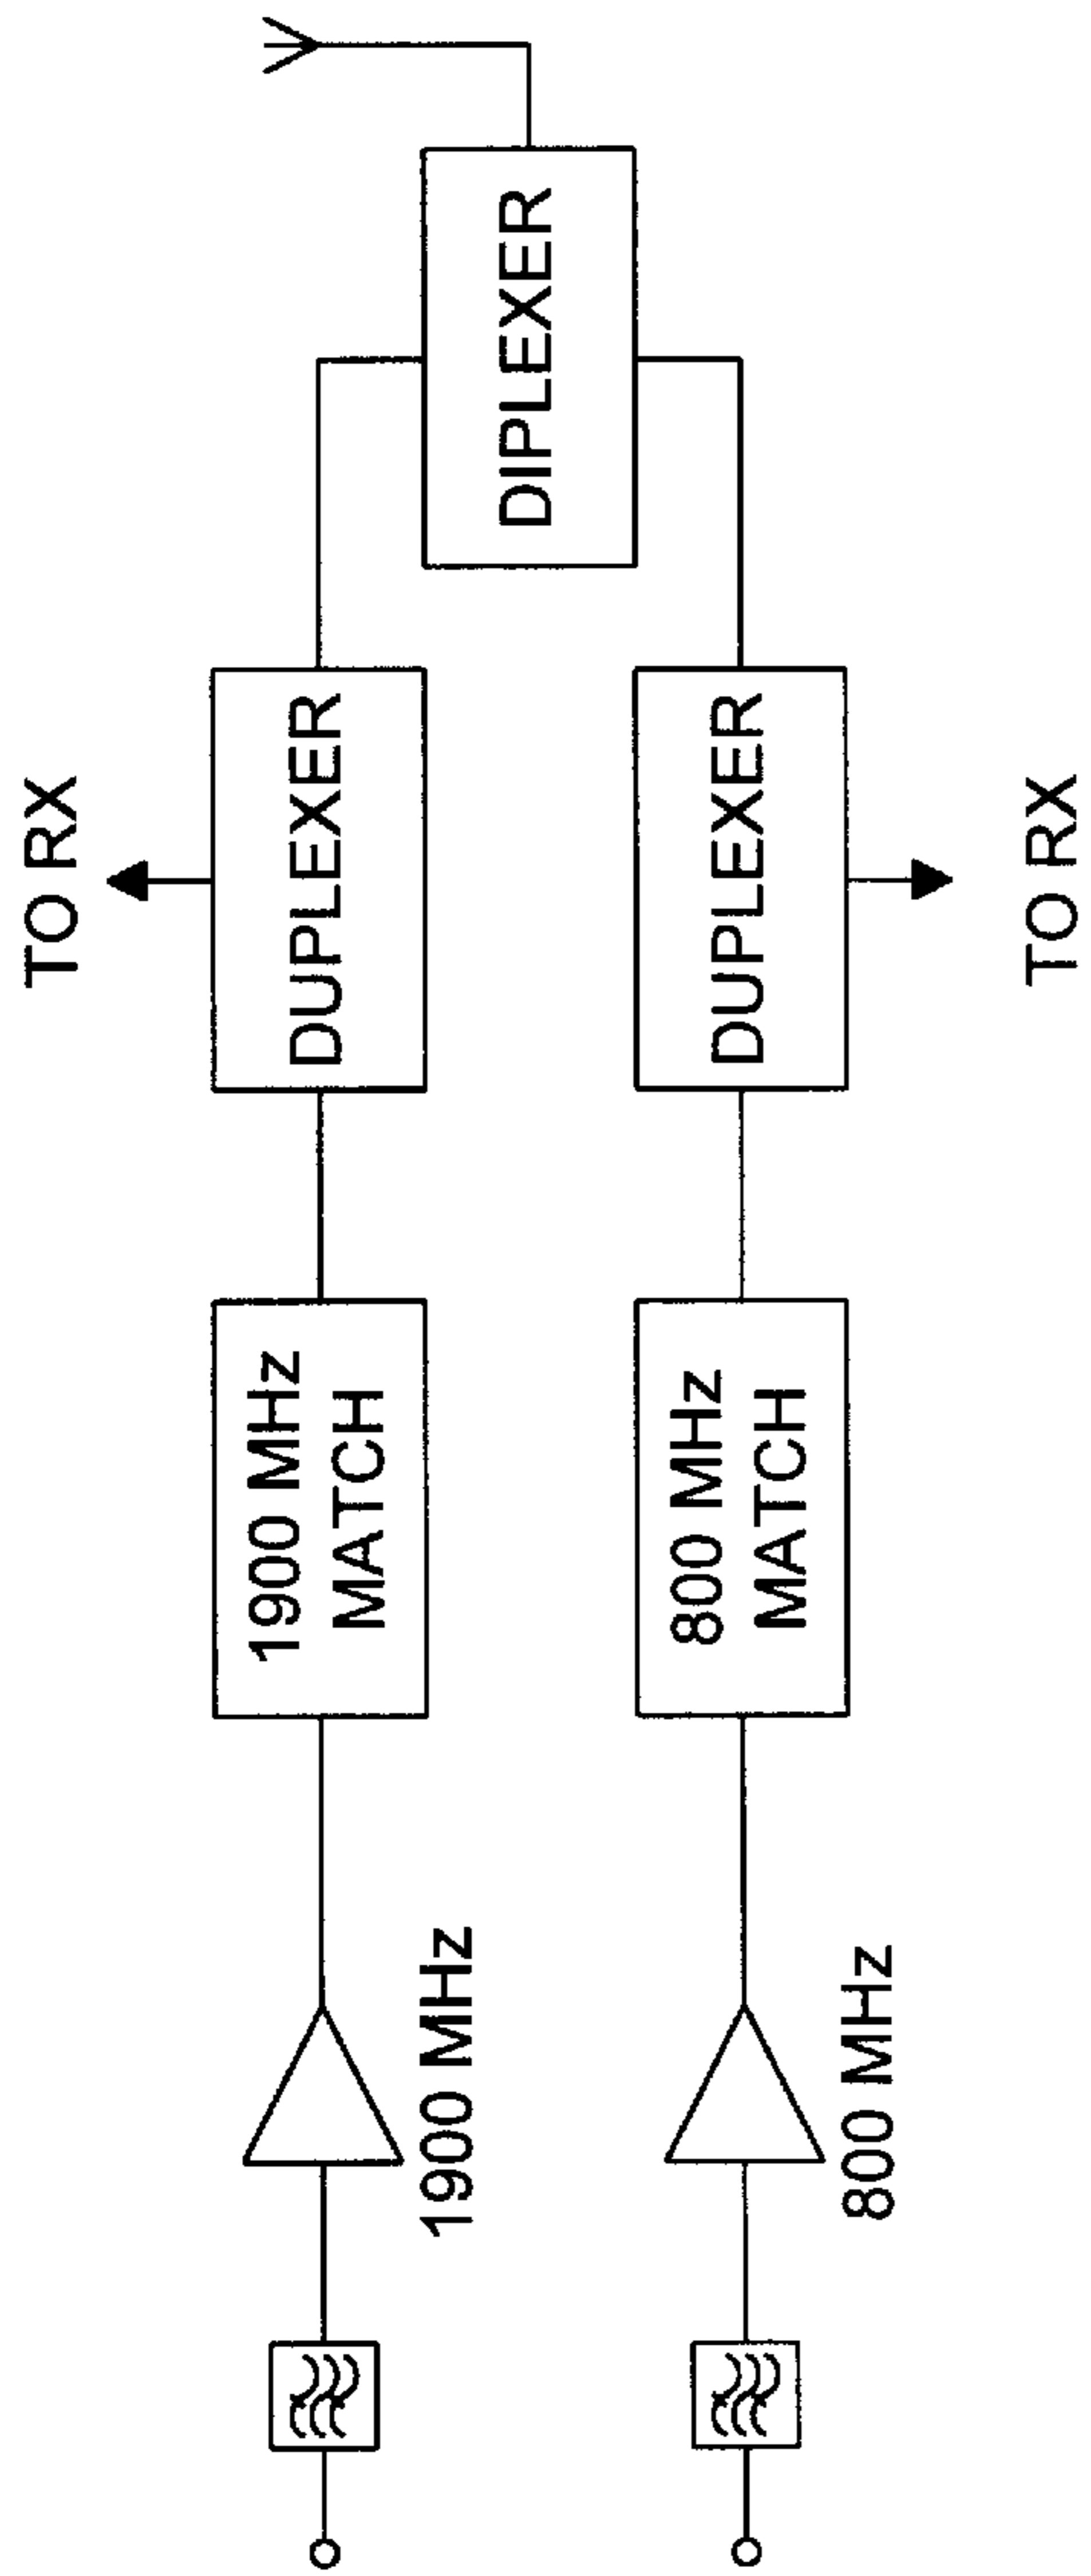 TO RX
1900 MHz
1900 MHz
MATCH
DUPLEXER
DIPLEXER
800 MHz
800 MHz
MATCH
DUPLEXER
TO RX